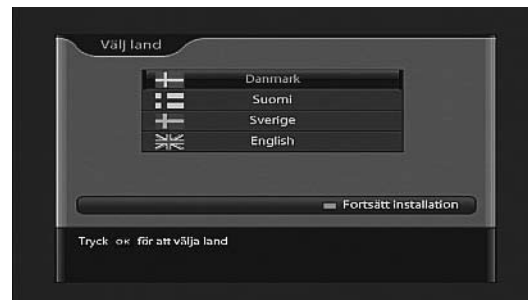 Välj land
Danmark
Suomi
Sverige
English
Fortsätt Installation
Tryck OK för att välja land